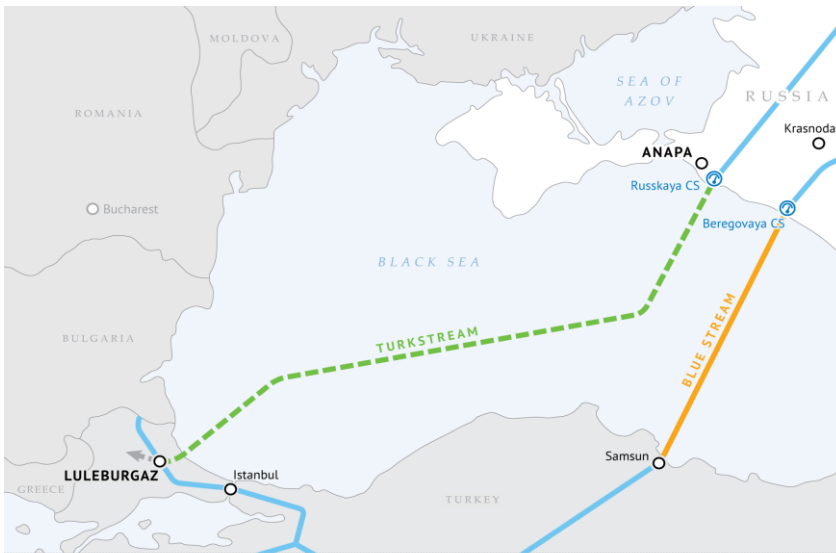 MOLDOVA
UKRAINE
SEA OF
AZOV
ROMANIA
RUSSIA
Krasnoda
ANAPA
Russkaya CS
Bucharest
Beregovaya CS
BLACK SEA
TURKSTREAM
BLUE STREAM
BULGARIA
LULEBURGAZ
Istanbul
Samsun
GREECE
TURKEY